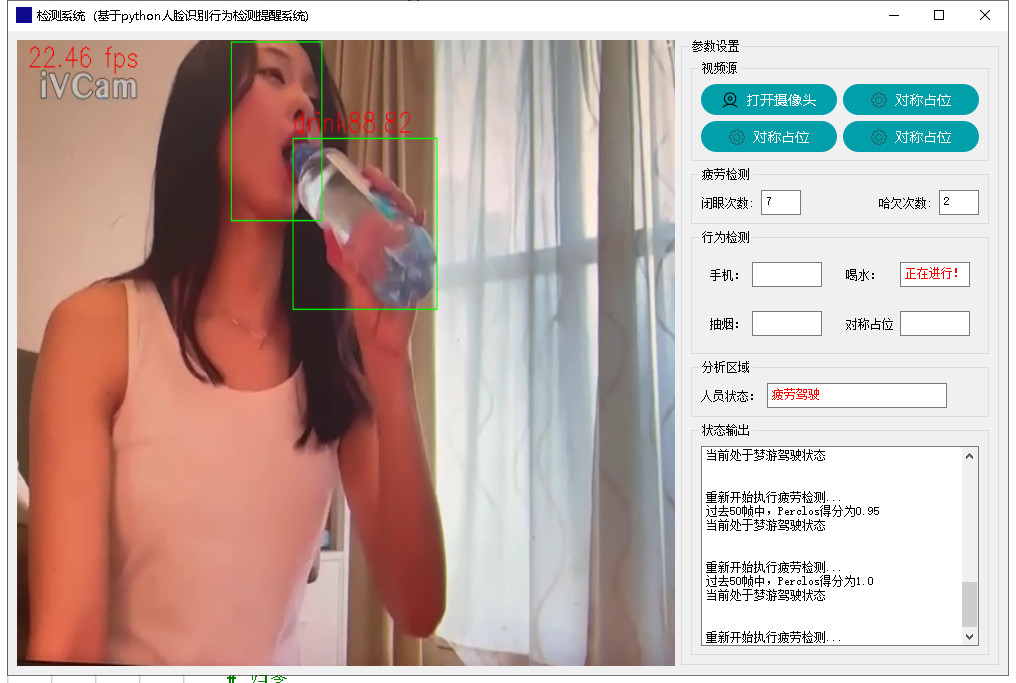 检测系统（基于python人脸识别行为检测提醒系统)
22.46 fps
iVCam
drink88.82
参数设置
视频源
打开摄像头
对称占位
对称占位
对称占位
疲劳检测
闭眼次数: 7
哈欠次数: 2
行为检测
手机:
喝水: 正在进行!
抽烟:
对称占位
分析区域
人员状态: 疲劳驾驶
状态输出
当前处于梦游驾驶状态
重新开始执行疲劳检测...
过去50帧中，Perclos得分为0.95
当前处于梦游驾驶状态
重新开始执行疲劳检测...
过去50帧中，Perclos得分为1.0
当前处于梦游驾驶状态
重新开始执行疲劳检测...
# 归零